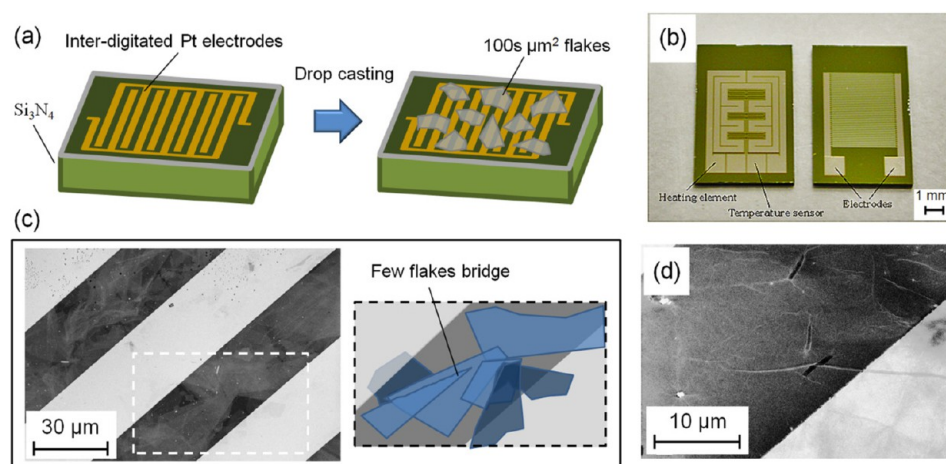 (a)
Inter-digitated Pt electrodes
100s µm² flakes
Drop casting
Si₃N₄
(b)
Heating element
Temperature sensor
Electrodes
1 mm
(c)
Few flakes bridge
30 µm
(d)
10 µm